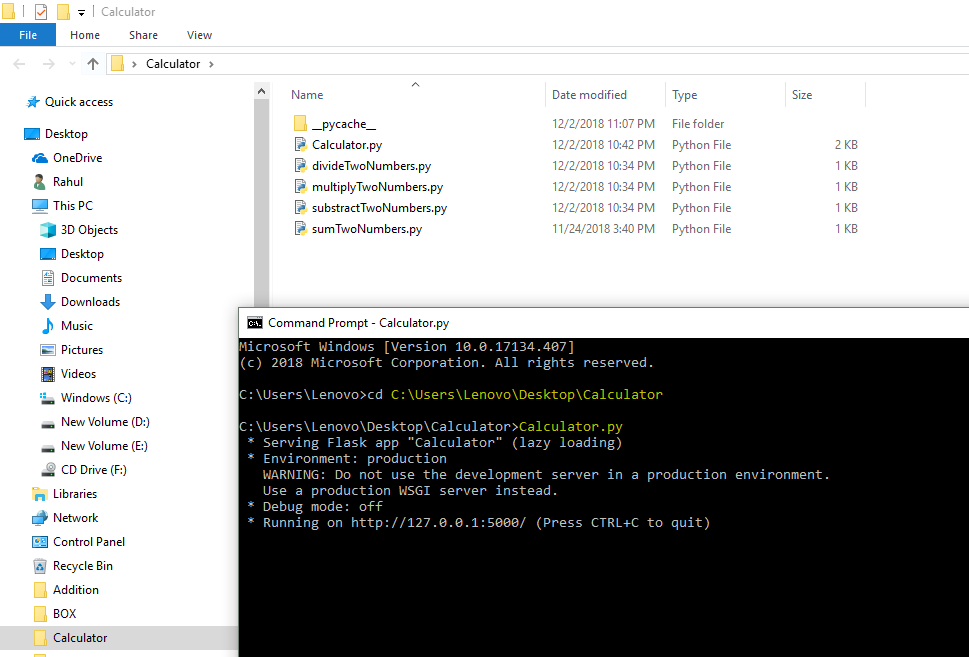 Calculator
File Home Share View
Calculator
Quick access
Desktop
OneDrive
Rahul
This PC
3D Objects
Desktop
Documents
Downloads
Music
Pictures
Videos
Windows (C:)
New Volume (D:)
New Volume (E:)
CD Drive (F:)
Libraries
Network
Control Panel
Recycle Bin
Addition
BOX
Calculator
Name Date modified Type Size
__pycache__ 12/2/2018 11:07 PM File folder
Calculator.py 12/2/2018 10:42 PM Python File 2 KB
divideTwoNumbers.py 12/2/2018 10:34 PM Python File 1 KB
multiplyTwoNumbers.py 12/2/2018 10:34 PM Python File 1 KB
substractTwoNumbers.py 12/2/2018 10:34 PM Python File 1 KB
sumTwoNumbers.py 11/24/2018 3:40 PM Python File 1 KB
C:\. Command Prompt - Calculator.py
Microsoft Windows [Version 10.0.17134.407]
(c) 2018 Microsoft Corporation. All rights reserved.
C:\Users\Lenovo>cd C:\Users\Lenovo\Desktop\Calculator
C:\Users\Lenovo\Desktop\Calculator>Calculator.py
* Serving Flask app "Calculator" (lazy loading)
* Environment: production
WARNING: Do not use the development server in a production environment.
Use a production WSGI server instead.
* Debug mode: off
* Running on http://127.0.0.1:5000/ (Press CTRL+C to quit)